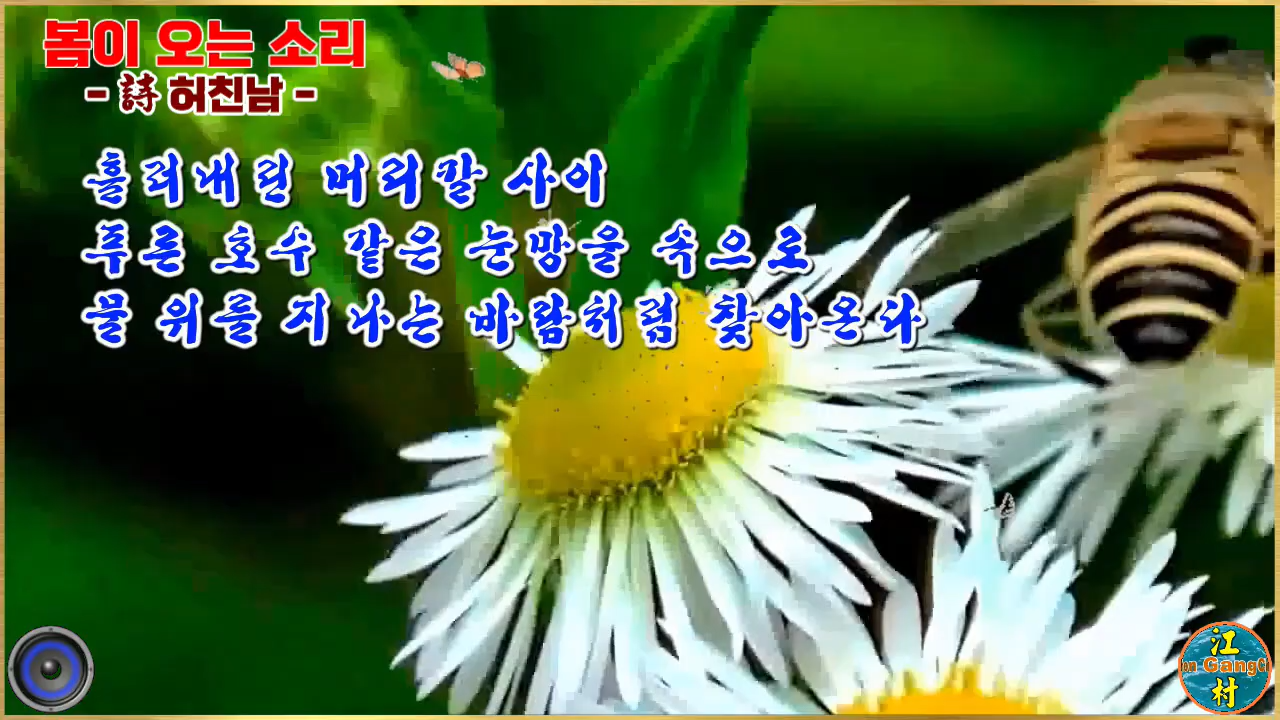 봄이 오는 소리
- 詩 허친남 -
흘러내린 머리칼 사이
푸른 호수 같은 눈망울 속으로
물 위를 지나는 바람처럼 찾아온다
江
村